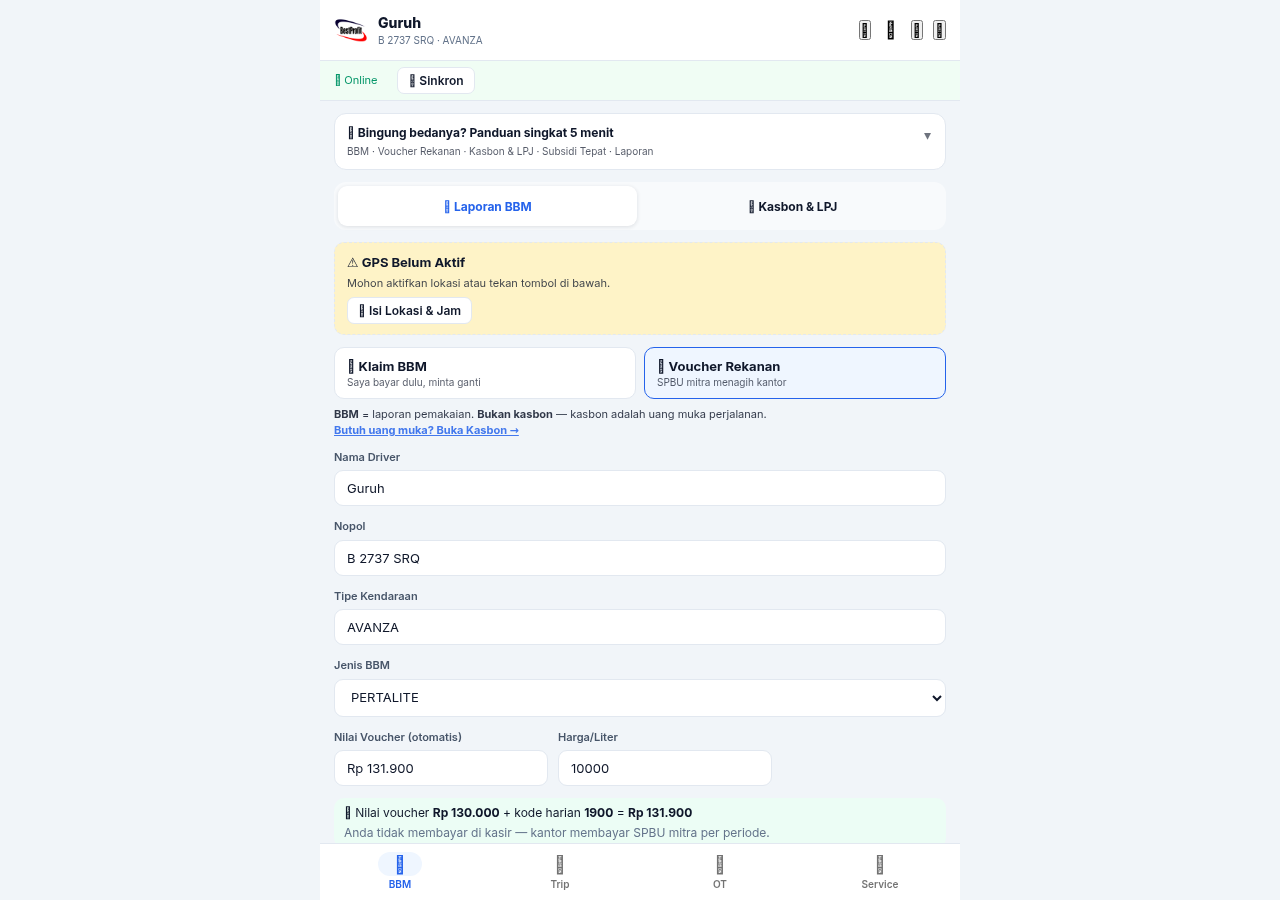 BestProfit
Guruh
B 2737 SRQ · AVANZA
Online
Sinkron
Bingung bedanya? Panduan singkat 5 menit
BBM · Voucher Rekanan · Kasbon & LPJ · Subsidi Tepat · Laporan
▼
Laporan BBM
Kasbon & LPJ
⚠ GPS Belum Aktif
Mohon aktifkan lokasi atau tekan tombol di bawah.
Isi Lokasi & Jam
Klaim BBM
Saya bayar dulu, minta ganti
Voucher Rekanan
SPBU mitra menagih kantor
BBM = laporan pemakaian. Bukan kasbon — kasbon adalah uang muka perjalanan.
Butuh uang muka? Buka Kasbon →
Nama Driver
Guruh
Nopol
B 2737 SRQ
Tipe Kendaraan
AVANZA
Jenis BBM
PERTALITE
Nilai Voucher (otomatis)
Harga/Liter
Rp 131.900
10000
Nilai voucher Rp 130.000 + kode harian 1900 = Rp 131.900
Anda tidak membayar di kasir — kantor membayar SPBU mitra per periode.
BBM
Trip
OT
Service